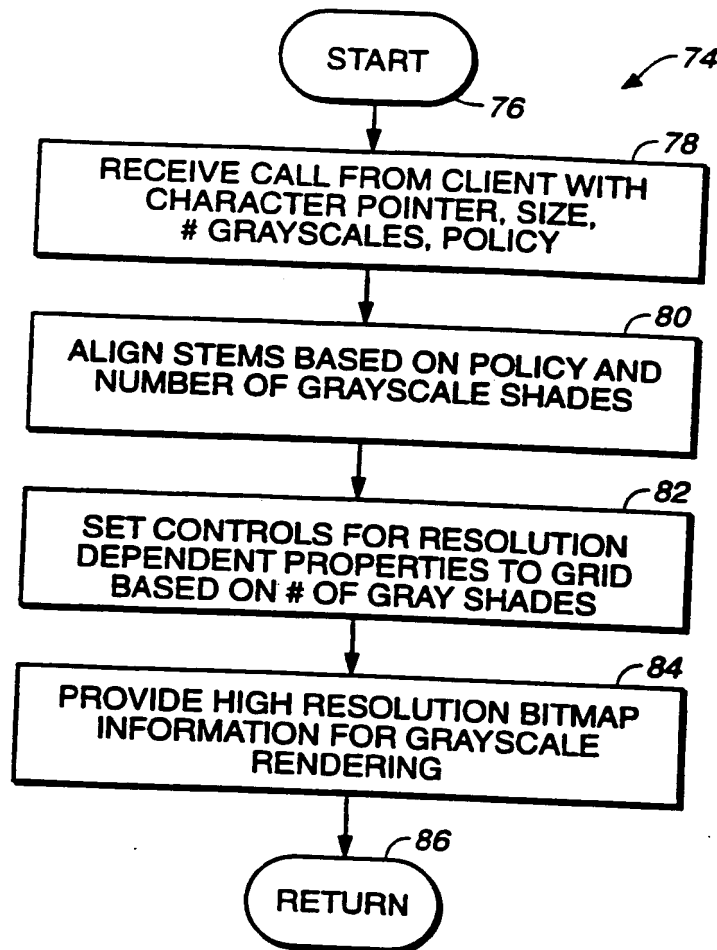 START
74
76
78
RECEIVE CALL FROM CLIENT WITH
CHARACTER POINTER, SIZE,
# GRAYSCALES, POLICY
80
ALIGN STEMS BASED ON POLICY AND
NUMBER OF GRAYSCALE SHADES
82
SET CONTROLS FOR RESOLUTION
DEPENDENT PROPERTIES TO GRID
BASED ON # OF GRAY SHADES
84
PROVIDE HIGH RESOLUTION BITMAP
INFORMATION FOR GRAYSCALE
RENDERING
86
RETURN